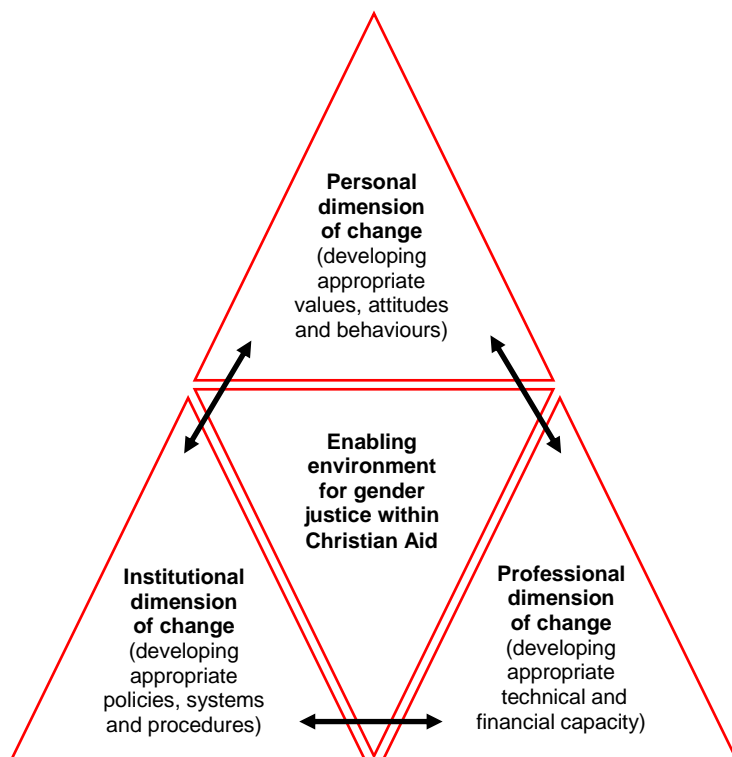 Personal
dimension
of change
(developing
appropriate
values, attitudes
and behaviours)
Enabling
environment
for gender
justice within
Christian Aid
Institutional
dimension
of change
(developing
appropriate
policies, systems
and procedures)
Professional
dimension
of change
(developing
appropriate
technical and
financial capacity)